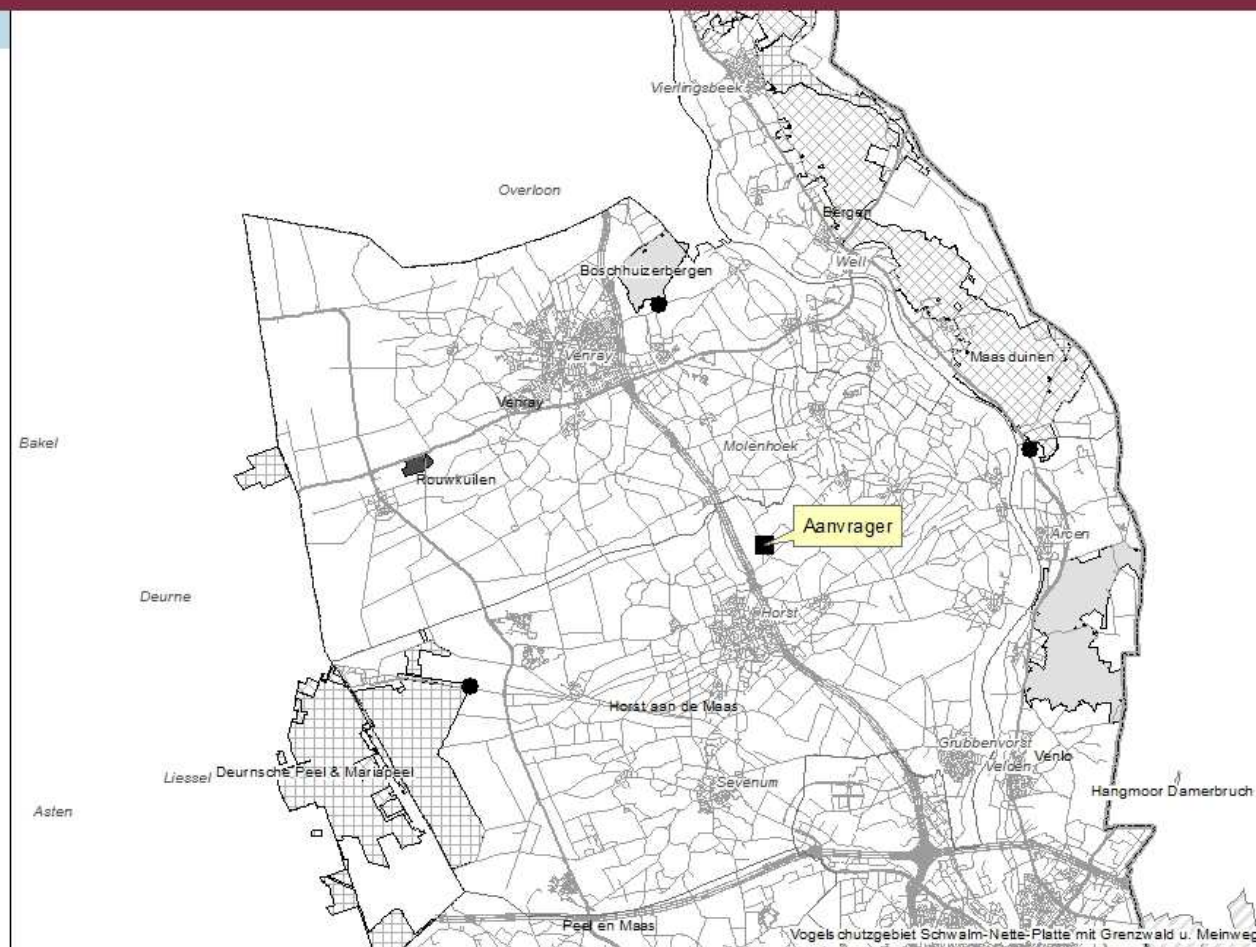 Vierlingsbeek
Overloon
Bergen
Well
Boschhuizerbergen
Venray
Maasduinen
Venray
Bakel
Molenhoek
Rouwkuilen
Aanvrager
Arcen
Deurne
Horst
Horst aan de Maas
Grubbenvorst
Venlo
Velden
Liessel
Deurnsche Peel & Mariapeel
Sevenum
Hangmoor Damerbruch
Asten
Peel en Maas
Vogelschutzgebiet Schwalm-Nette-Platte mit Grenzwald u. Meinweg